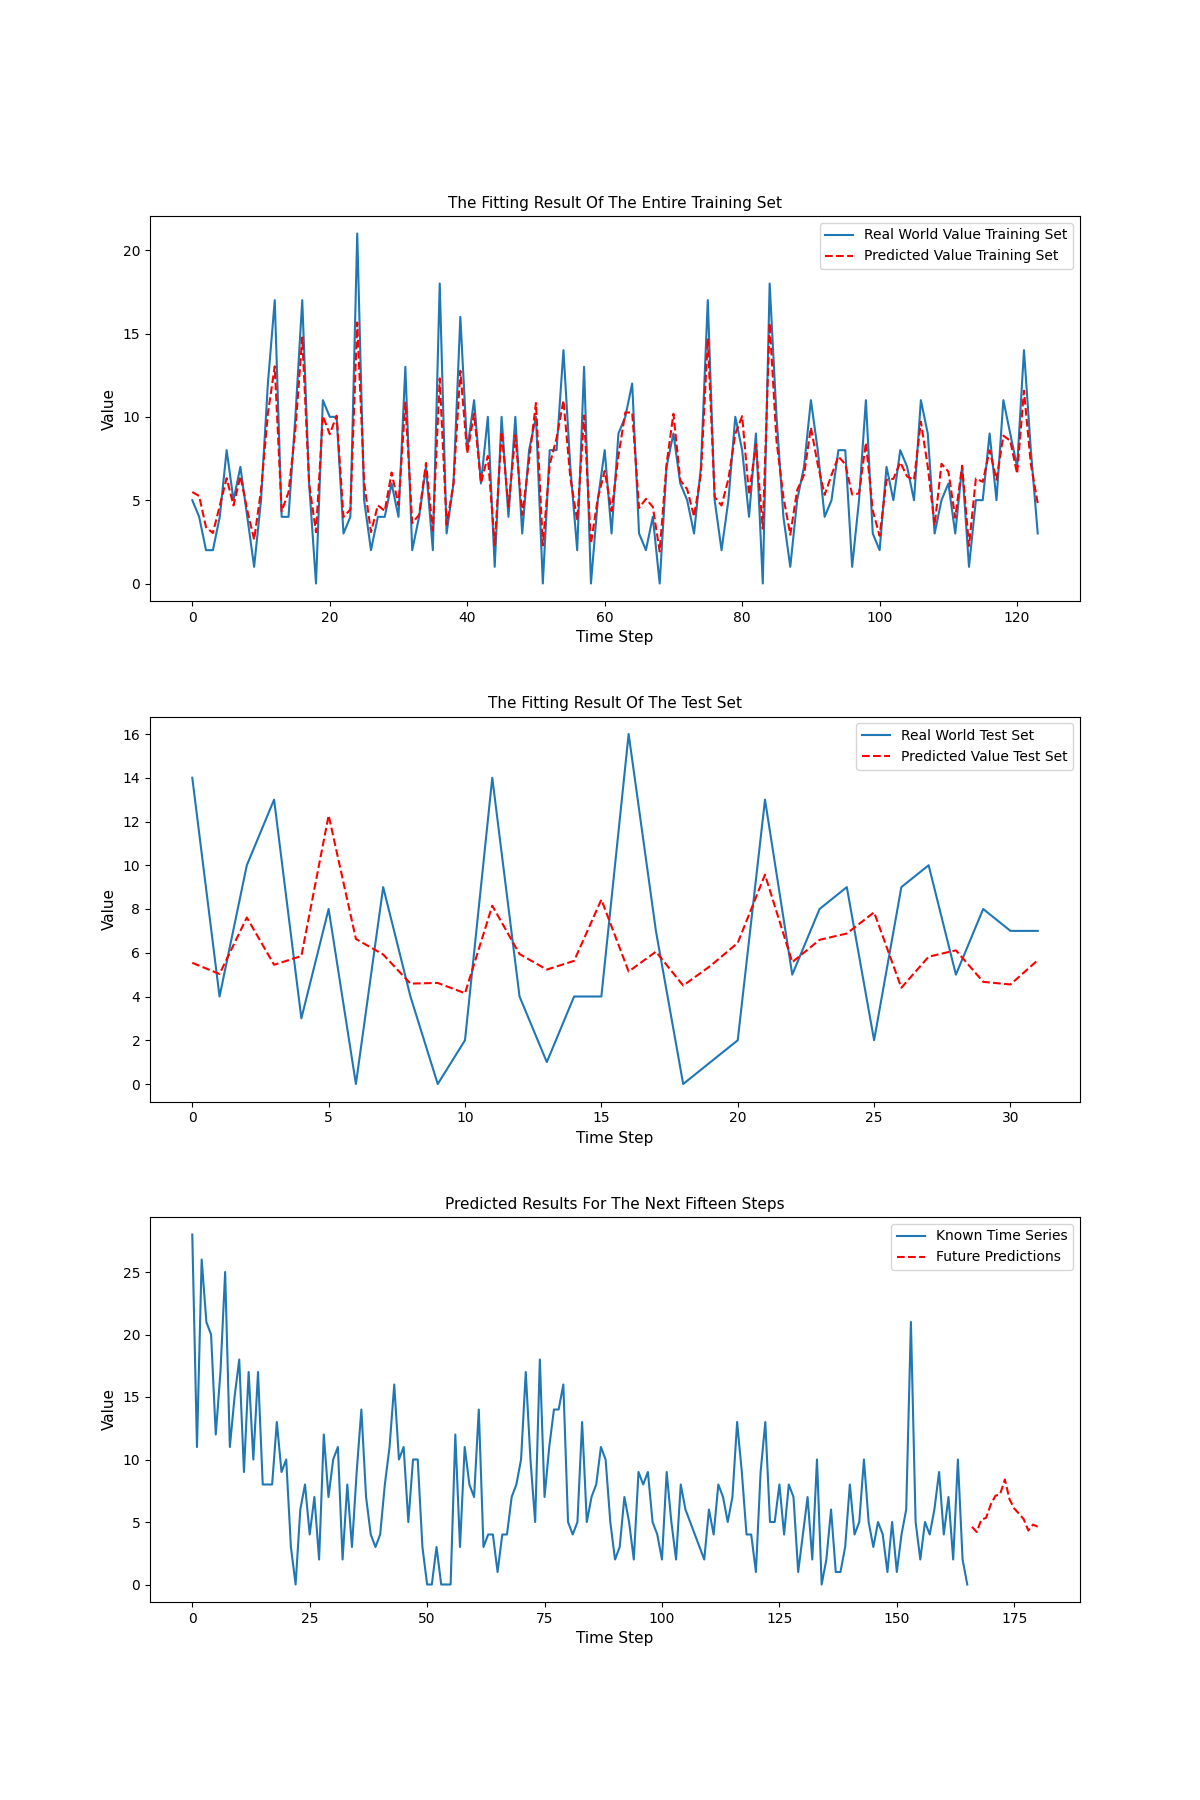 The Fitting Result Of The Entire Training Set
Real World Value Training Set
Predicted Value Training Set
Value
20
15
10
5
0
0 20 40 60 80 100 120
Time Step
The Fitting Result Of The Test Set
Real World Test Set
Predicted Value Test Set
Value
16
14
12
10
8
6
4
2
0
0 5 10 15 20 25 30
Time Step
Predicted Results For The Next Fifteen Steps
Known Time Series
Future Predictions
Value
25
20
15
10
5
0
0 25 50 75 100 125 150 175
Time Step